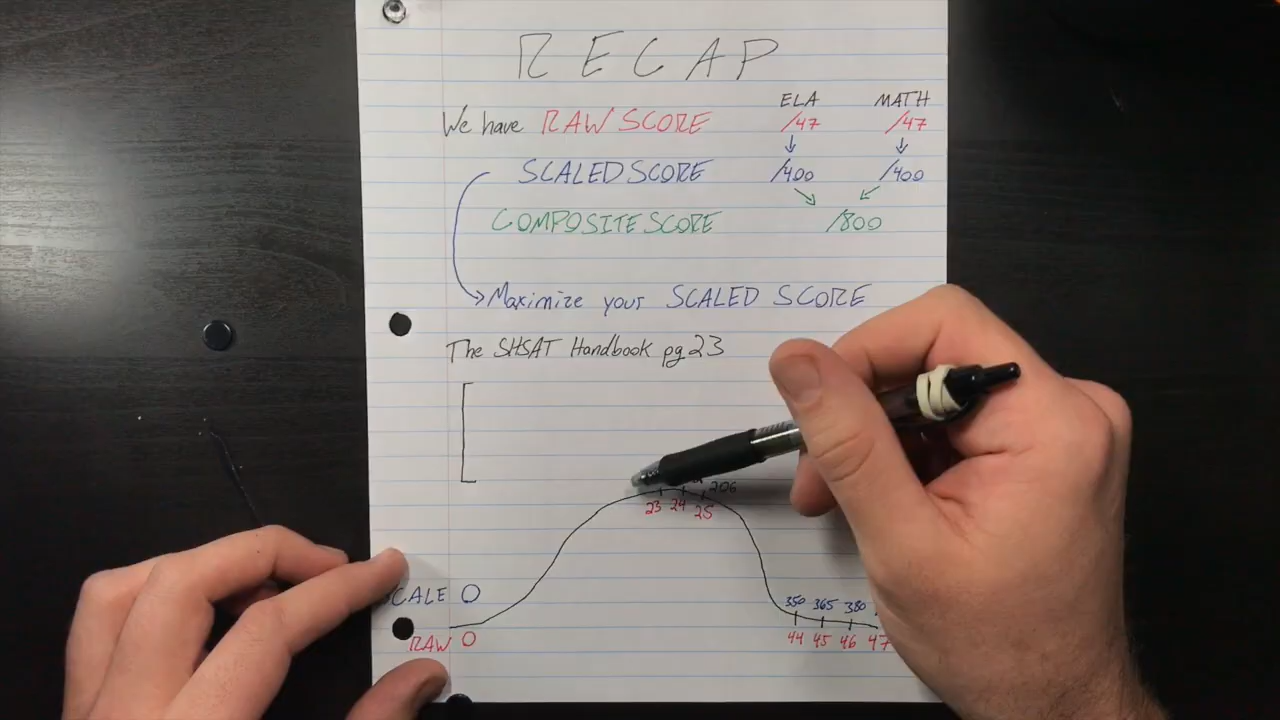 RECAP
ELA MATH
We have RAW SCORE /47 /47
SCALED SCORE /400 /400
COMPOSITE SCORE /800
Maximize your SCALED SCORE
The SHSAT Handbook pg 23
206
23 24 25
SCALE 0 350 365 380
RAW 0 44 45 46 47